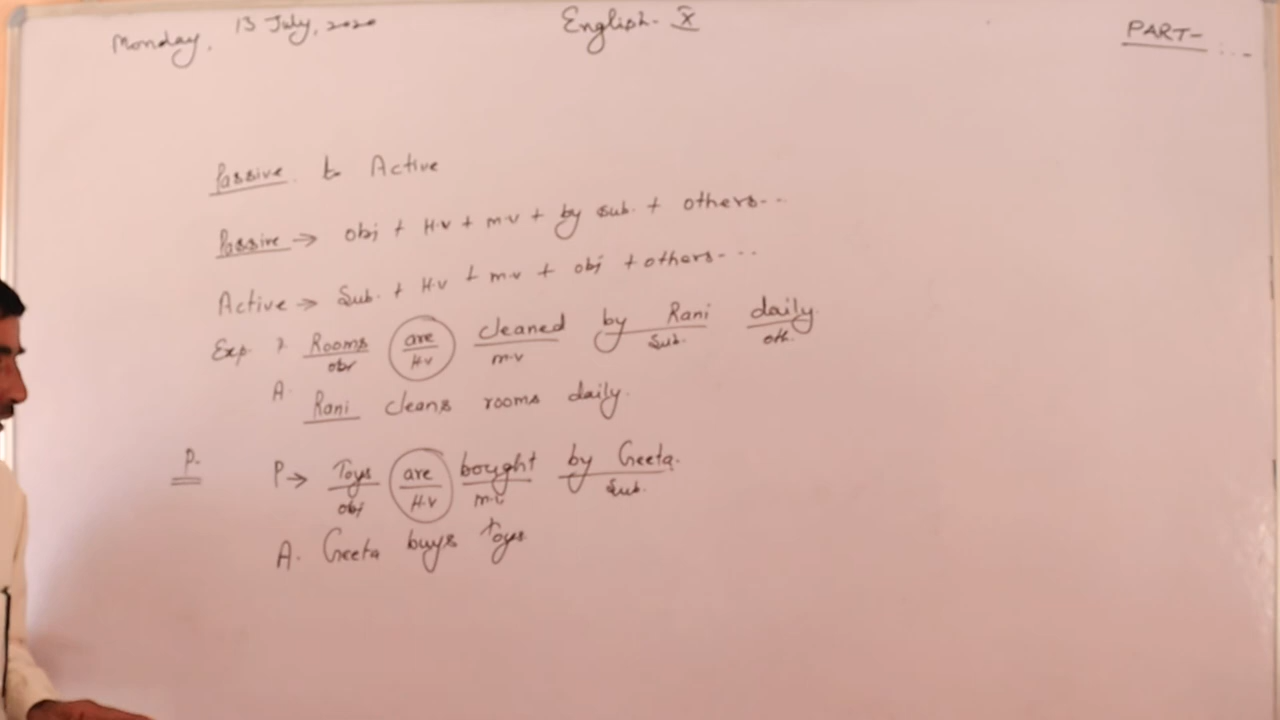 Monday, 13 July, 2020 English - X PART-
Passive to Active
Passive → obj + H.v + m.v + by sub. + others...
Active → Sub. + H.v + m.v + obj + others...
Exp Rooms are cleaned by Rani daily
obj H.v m.v Sub. oth.
A. Rani cleans rooms daily.
P. P → Toys are bought by Geeta.
obj H.v m.v Sub.
A. Geeta buys toys.